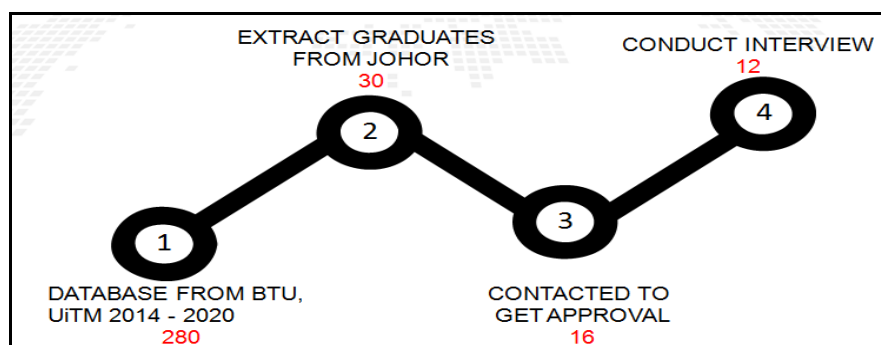 EXTRACT GRADUATES
FROM JOHOR
30
CONDUCT INTERVIEW
12
1
2
3
4
DATABASE FROM BTU,
UiTM 2014 - 2020
280
CONTACTED TO
GET APPROVAL
16